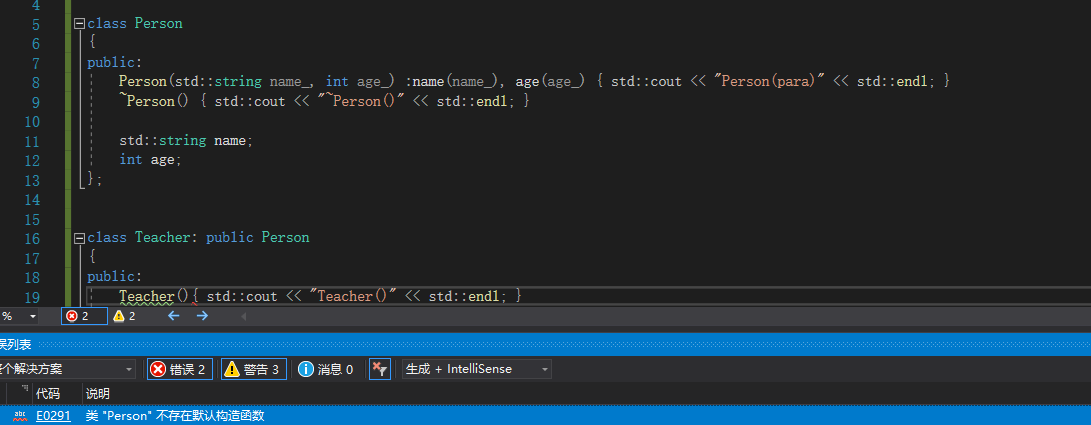 4
5 class Person
6 {
7 public:
8 Person(std::string name_, int age_) :name(name_), age(age_) { std::cout << "Person(para)" << std::endl; }
9 ~Person() { std::cout << "~Person()" << std::endl; }
10
11 std::string name;
12 int age;
13 };
14
15
16 class Teacher: public Person
17 {
18 public:
19 Teacher(){ std::cout << "Teacher()" << std::endl; }
% 2 2
误列表
整个解决方案 错误 2 警告 3 消息 0 生成 + IntelliSense
代码 说明
abc E0291 类 "Person" 不存在默认构造函数